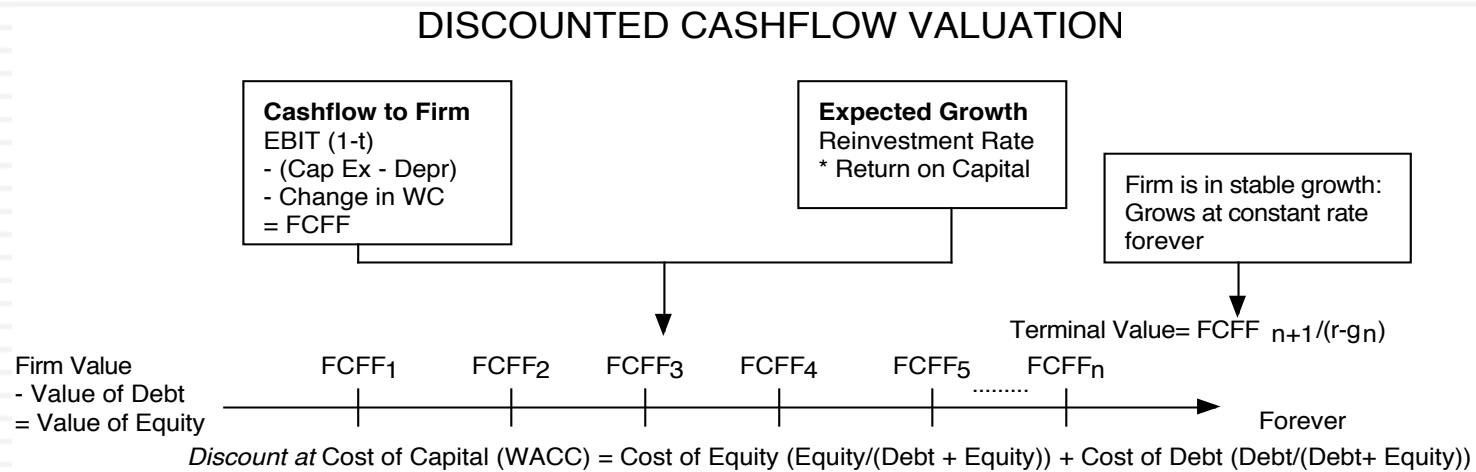 DISCOUNTED CASHFLOW VALUATION
Cashflow to Firm
EBIT (1-t)
- (Cap Ex - Depr)
- Change in WC
= FCFF
Expected Growth
Reinvestment Rate
* Return on Capital
Firm is in stable growth:
Grows at constant rate
forever
Terminal Value= FCFF n+1/(r-gn)
Firm Value
- Value of Debt
= Value of Equity
FCFF1 FCFF2 FCFF3 FCFF4 FCFF5 ......... FCFFn
Forever
Discount at Cost of Capital (WACC) = Cost of Equity (Equity/(Debt + Equity)) + Cost of Debt (Debt/(Debt+ Equity))